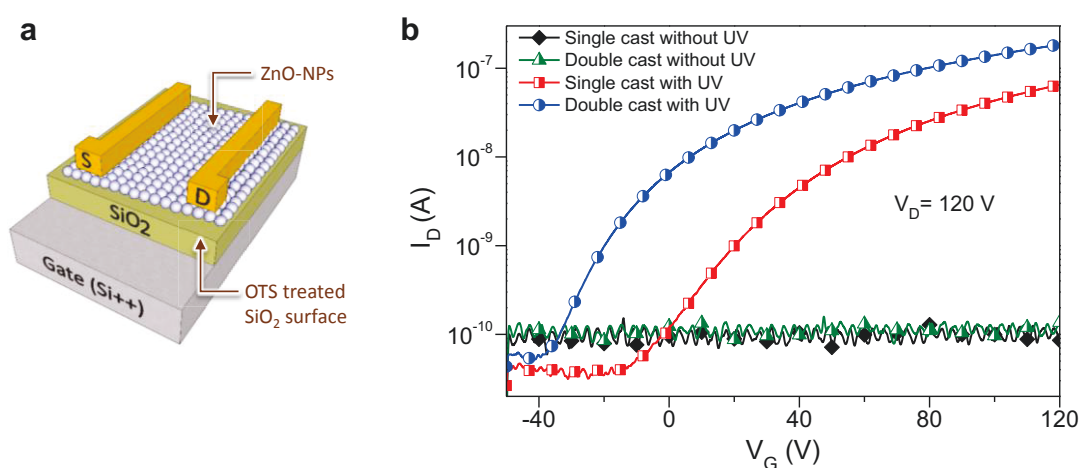 a
ZnO-NPs
S
D
SiO2
Gate (Si++)
OTS treated
SiO2 surface
b
Single cast without UV
Double cast without UV
Single cast with UV
Double cast with UV
10-7
10-8
10-9
10-10
ID (A)
VD= 120 V
-40
0
40
80
120
VG (V)